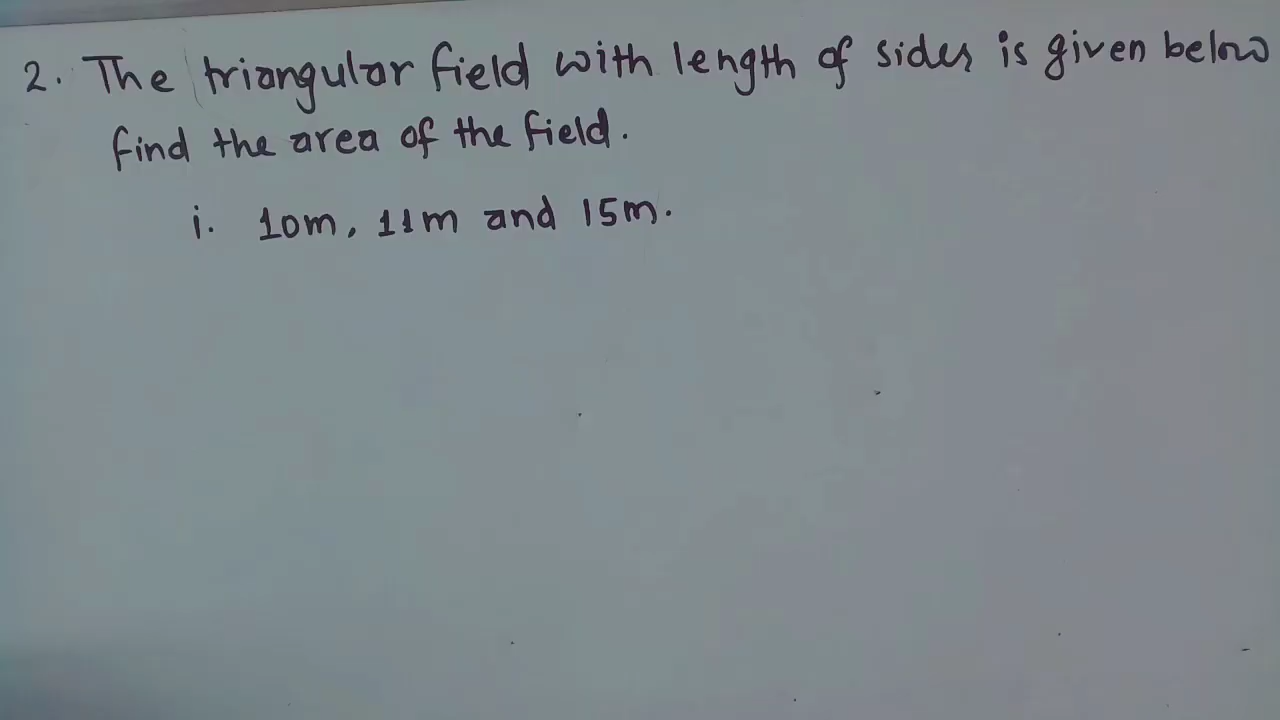 2. The triangular field with length of sides is given below
find the area of the field.
i. 10m, 11m and 15m.